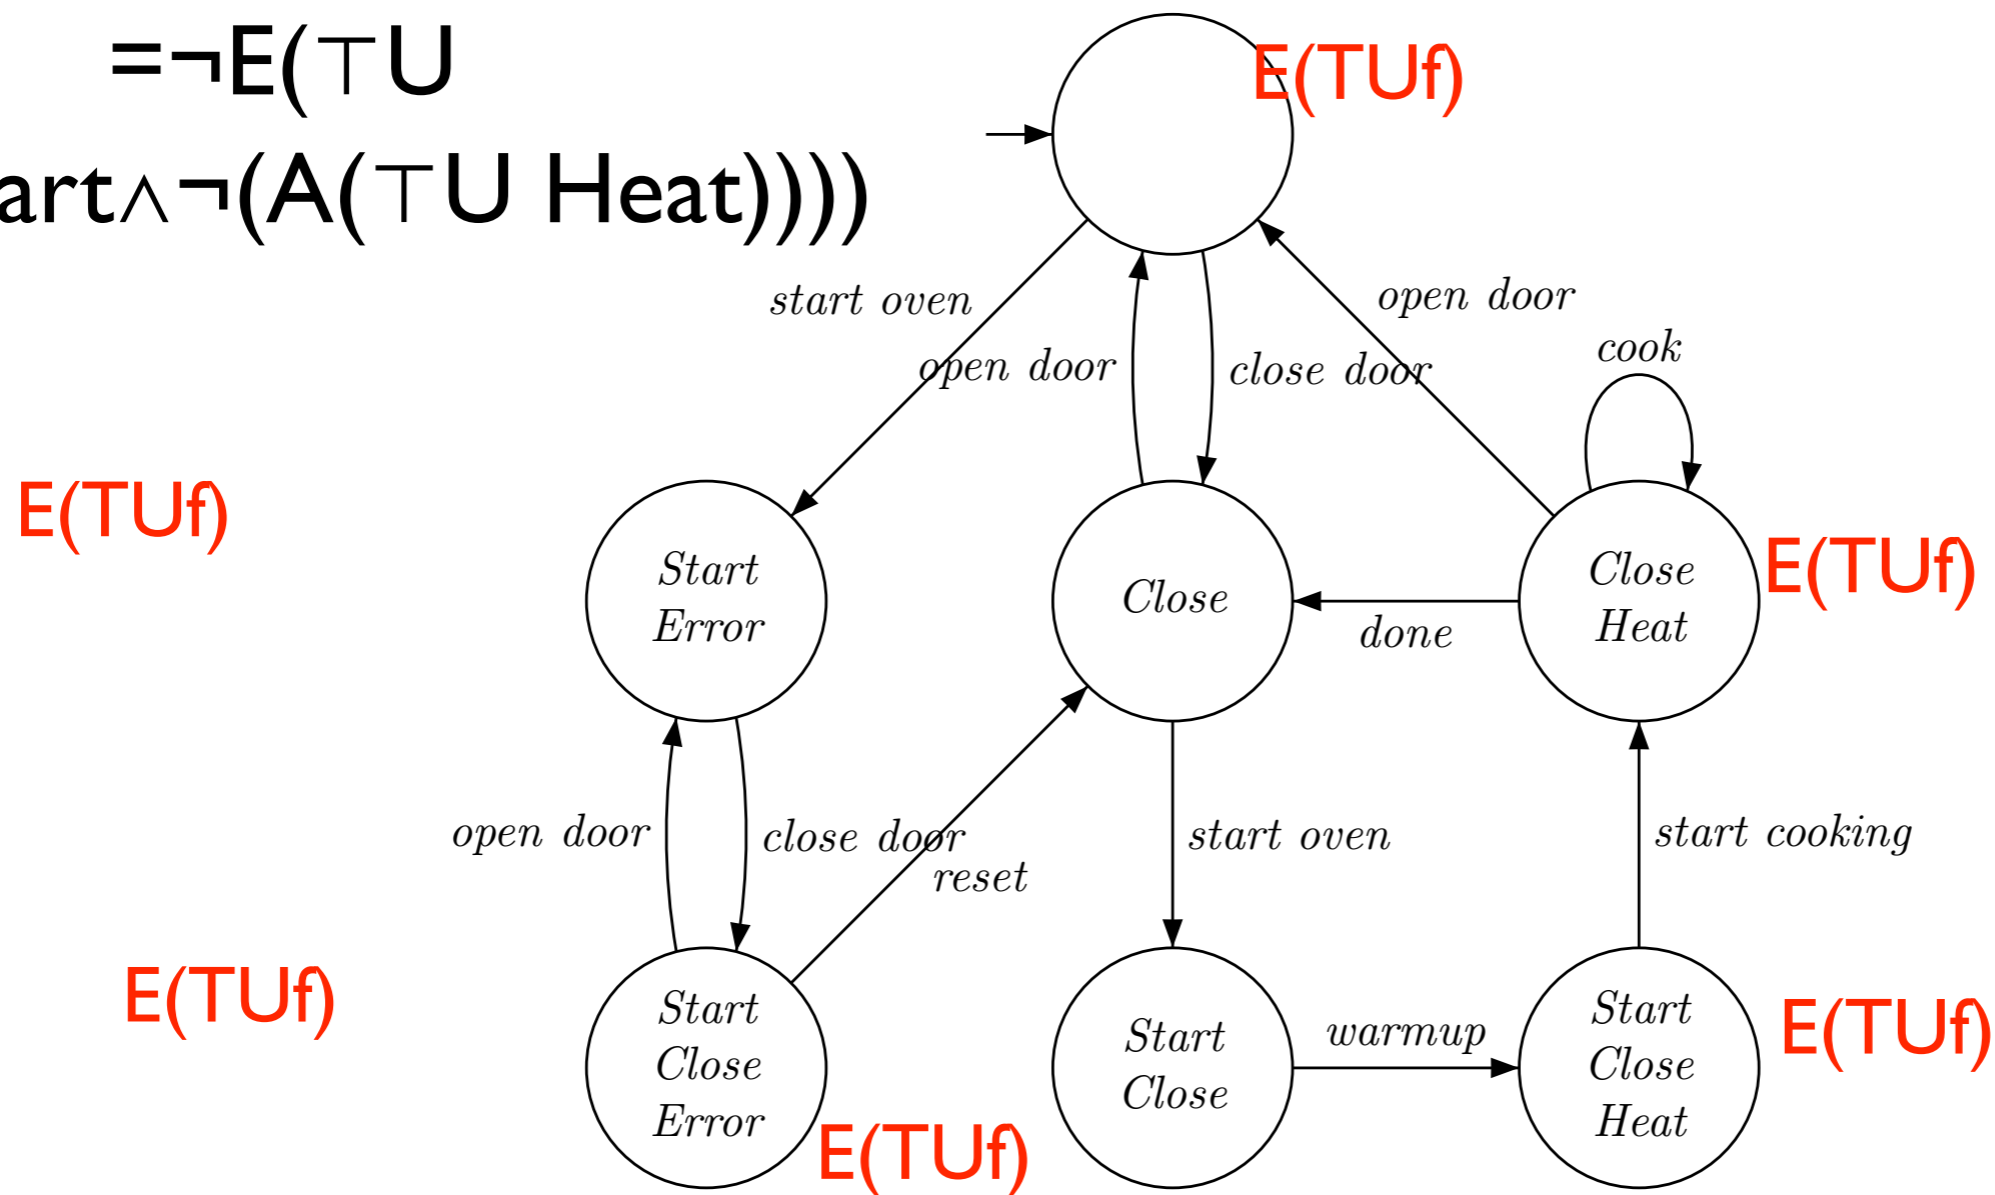 =¬E(⊤U
art∧¬(A(⊤U Heat))))
E(TUf)
start oven
open door
open door
close door
cook
E(TUf)
Start
Error
Close
Close
Heat
E(TUf)
done
open door
close door
reset
start oven
start cooking
E(TUf)
Start
Close
Error
Start
Close
warmup
Start
Close
Heat
E(TUf)
E(TUf)